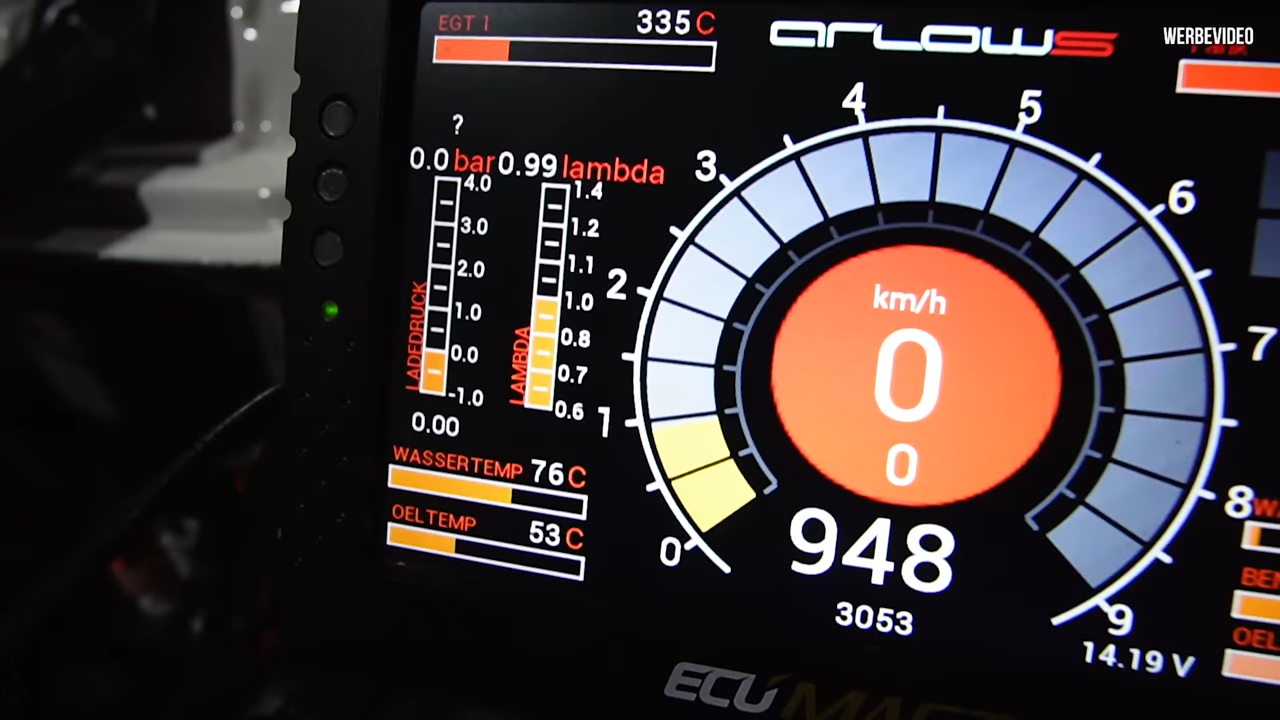 EGT 1 335 C
ARLOWS
WERBEVIDEO
?
0.0 bar 0.99 lambda
4.0
3.0
2.0
1.0
0.0
-1.0
LADEDRUCK
1.4
1.2
1.1
1.0
0.8
0.7
0.6
LAMBDA
0.00
WASSERTEMP 76 C
OELTEMP 53 C
0
1
2
3
4
5
6
7
8
9
km/h
0
0
948
3053
14.19 V
BEN
OEL
ECUMAS